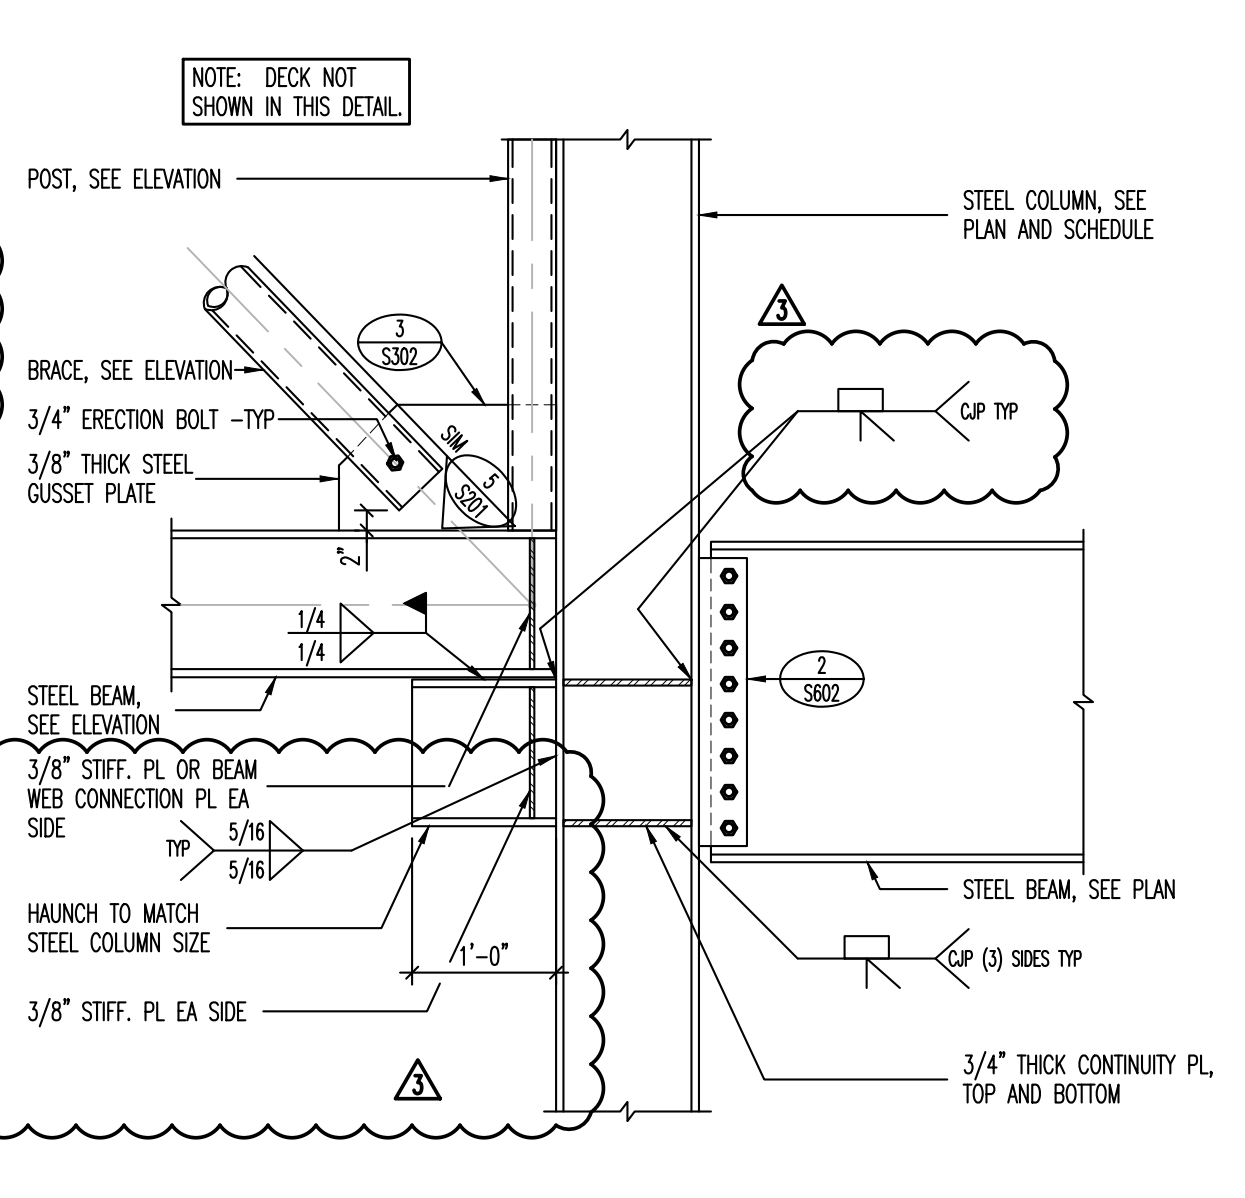 NOTE: DECK NOT
SHOWN IN THIS DETAIL.
POST, SEE ELEVATION
STEEL COLUMN, SEE
PLAN AND SCHEDULE
3
3
S302
BRACE, SEE ELEVATION
3/4" ERECTION BOLT -TYP
CJP TYP
SIM
3/8" THICK STEEL
GUSSET PLATE
5
S201
2"
1/4
1/4
2
S602
STEEL BEAM,
SEE ELEVATION
3/8" STIFF. PL OR BEAM
WEB CONNECTION PL EA
SIDE
TYP
5/16
5/16
STEEL BEAM, SEE PLAN
HAUNCH TO MATCH
STEEL COLUMN SIZE
1'-0"
CJP (3) SIDES TYP
3/8" STIFF. PL EA SIDE
3/4" THICK CONTINUITY PL,
TOP AND BOTTOM
3